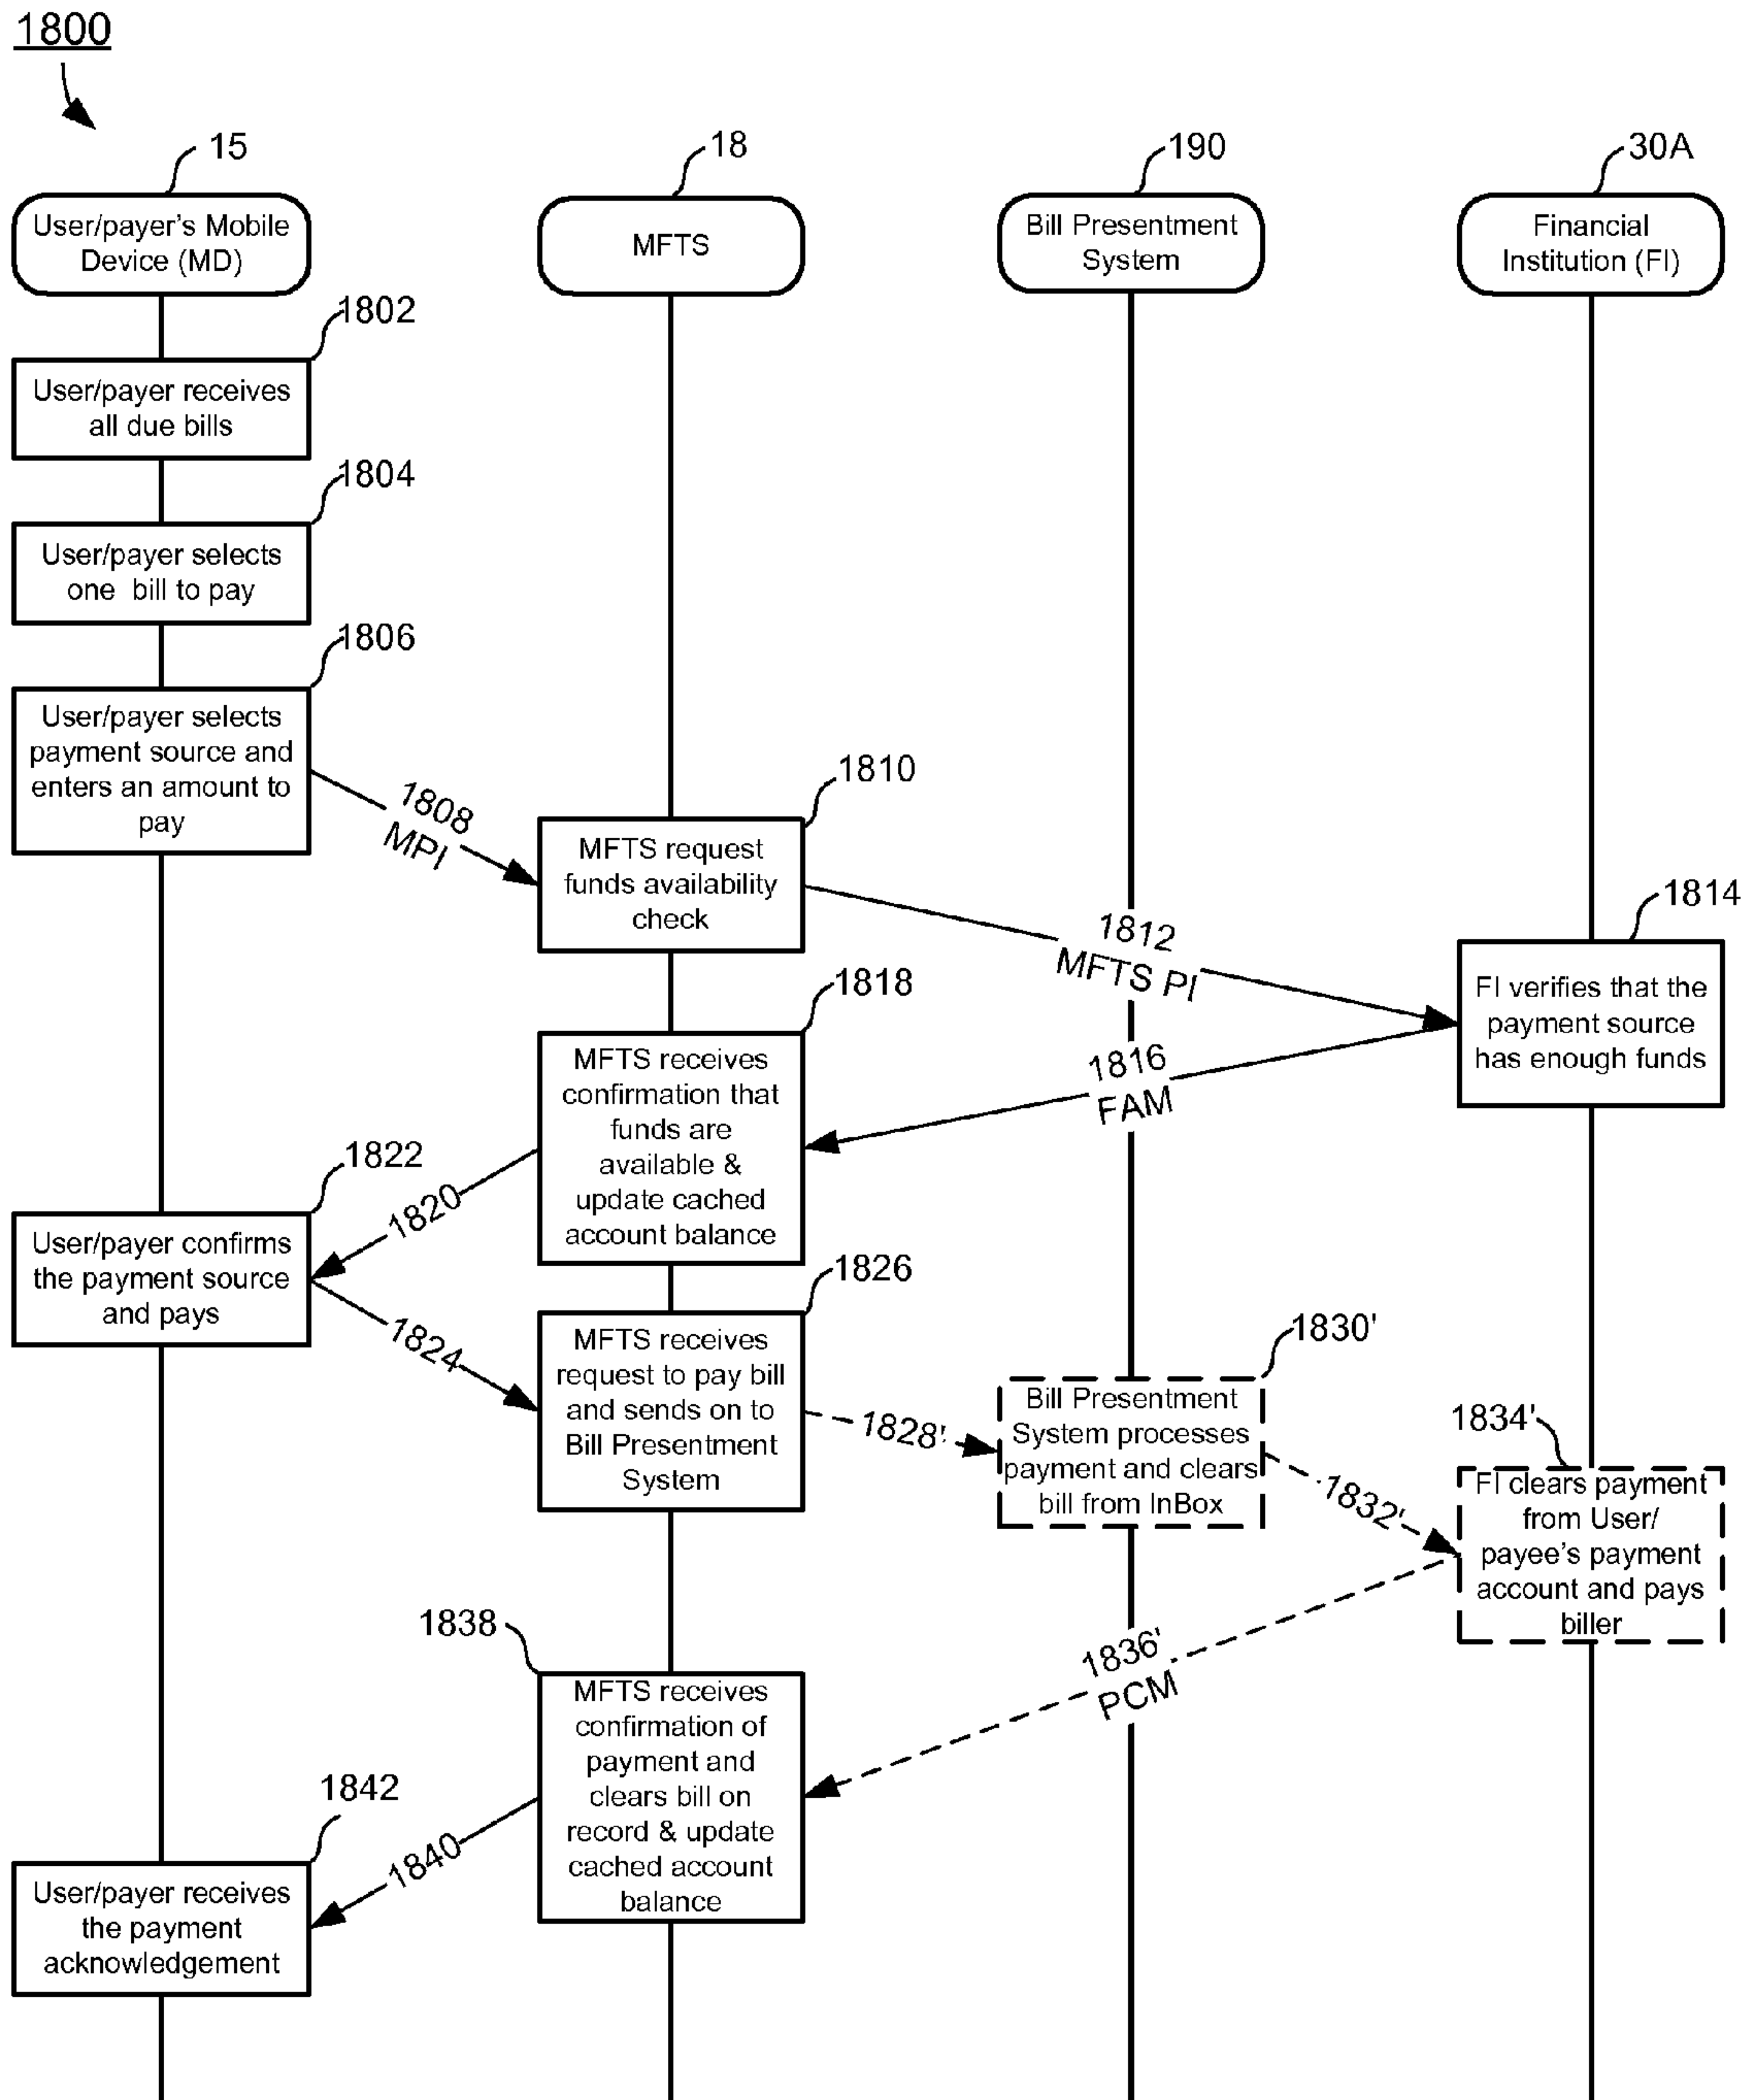 1800
15
18
190
30A
User/payer's Mobile
Device (MD)
MFTS
Bill Presentment
System
Financial
Institution (FI)
1802
User/payer receives
all due bills
1804
User/payer selects
one bill to pay
1806
User/payer selects
payment source and
enters an amount to
pay
1808
MPI
1810
MFTS request
funds availability
check
1812
MFTS PI
1814
FI verifies that the
payment source
has enough funds
1816
FAM
1818
MFTS receives
confirmation that
funds are
available &
update cached
account balance
1820
1822
User/payer confirms
the payment source
and pays
1824
1826
MFTS receives
request to pay bill
and sends on to
Bill Presentment
System
1828'
1830'
Bill Presentment
System processes
payment and clears
bill from InBox
1832'
1834'
FI clears payment
from User/
payee's payment
account and pays
biller
1836'
PCM
1838
MFTS receives
confirmation of
payment and
clears bill on
record & update
cached account
balance
1840
1842
User/payer receives
the payment
acknowledgement